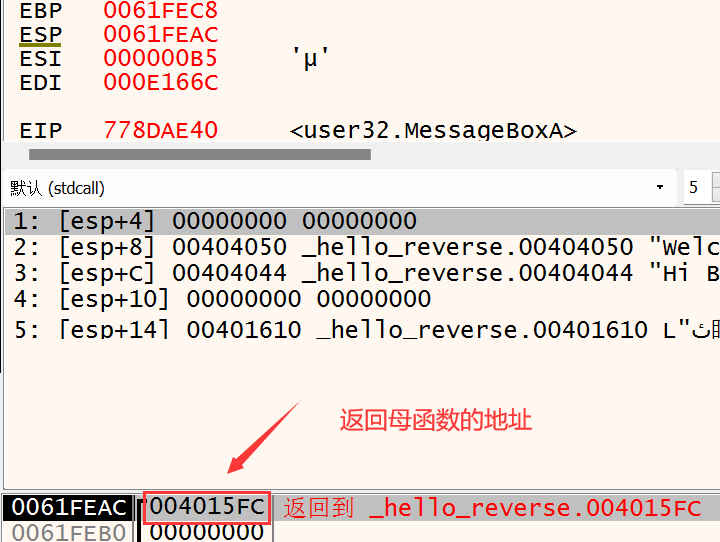 EBP 0061FEC8
ESP 0061FEAC
ESI 000000B5 'µ'
EDI 000E166C
EIP 778DAE40 <user32.MessageBoxA>
默认 (stdcall) 5
1: [esp+4] 00000000 00000000
2: [esp+8] 00404050 _hello_reverse.00404050 "Welc
3: [esp+C] 00404044 _hello_reverse.00404044 "Hi B
4: [esp+10] 00000000 00000000
5: [esp+14] 00401610 _hello_reverse.00401610 L"
返回母函数的地址
0061FEAC 004015FC 返回到 _hello_reverse.004015FC
0061FEB0 00000000